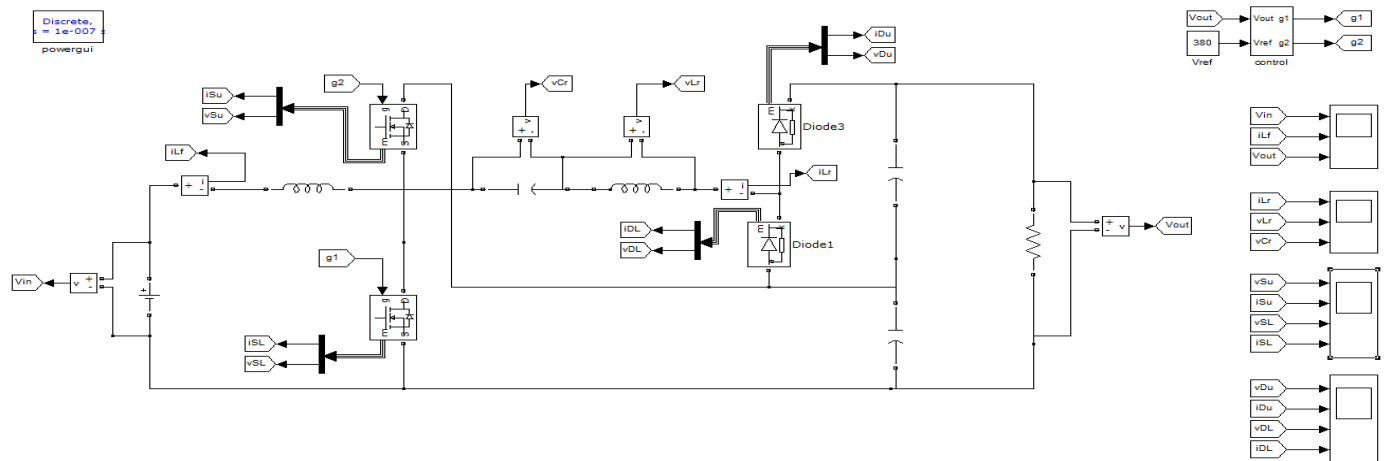 Discrete,
s = 1e-007 s
powergui
iSu
vSu
iLf
g2
g
D
m
S
vCr
v
+ -
vLr
v
+ -
iDu
vDu
m
k
Diode3
iLr
+ i
-
+ i
-
iDL
vDL
m
k
Diode1
Vin
v +
-
+
g1
g
D
m
S
iSL
vSL
+ v
-
Vout
Vout
380
Vref
Vout g1
Vref g2
control
g1
g2
Vin
iLf
Vout
iLr
vLr
vCr
vSu
iSu
vSL
iSL
vDu
iDu
vDL
iDL